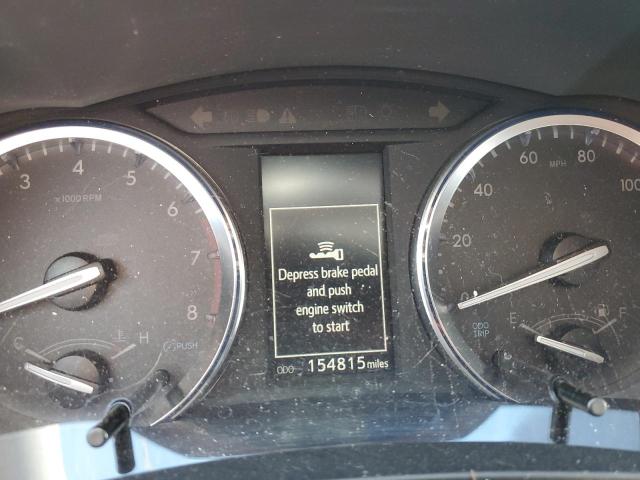 3 4 5 6 7 8
x1000 RPM
C H
PUSH
Depress brake pedal
and push
engine switch
to start
ODO 154815 miles
0 20 40 60 80 100
MPH
ODO
TRIP
E F